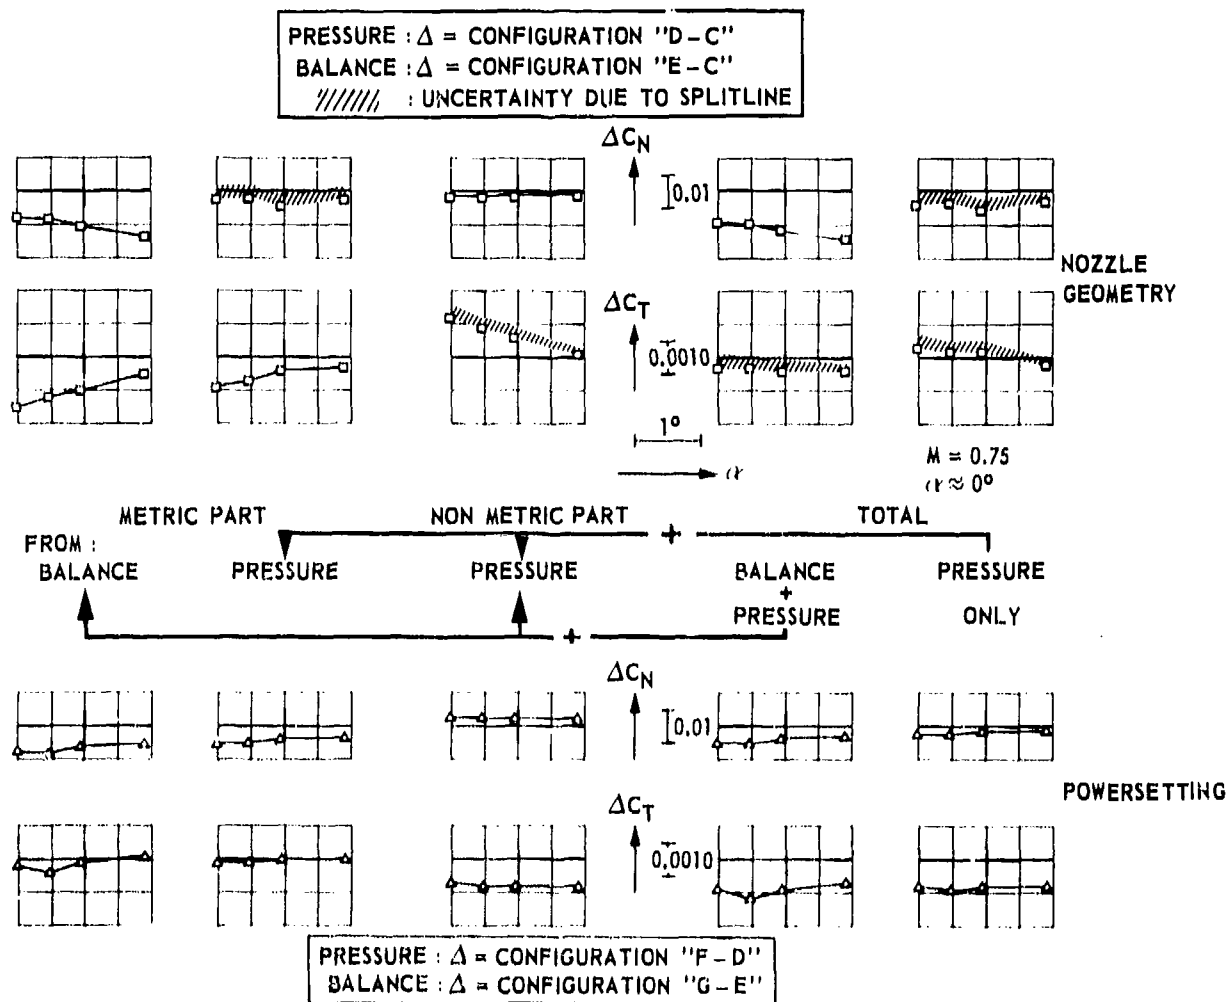 PRESSURE : Δ = CONFIGURATION "D-C"
BALANCE : Δ = CONFIGURATION "E-C"
: UNCERTAINTY DUE TO SPLITLINE
ΔC_N
0.01
NOZZLE
GEOMETRY
ΔC_T
0.0010
1°
α
M = 0.75
α ≈ 0°
METRIC PART
NON METRIC PART
+
TOTAL
FROM :
BALANCE
PRESSURE
PRESSURE
BALANCE
+
PRESSURE
PRESSURE
ONLY
+
ΔC_N
0.01
POWERSETTING
ΔC_T
0.0010
PRESSURE : Δ = CONFIGURATION "F-D"
BALANCE : Δ = CONFIGURATION "G-E"